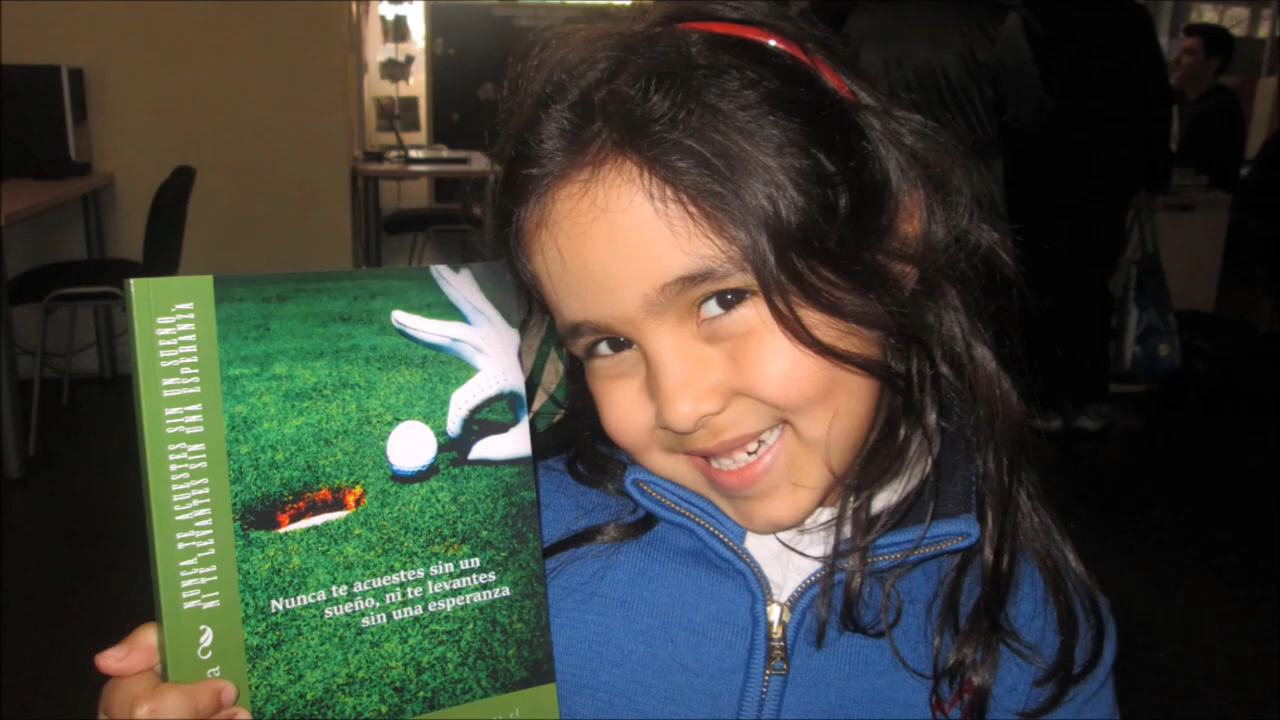 NUNCA TE ACUESTES SIN UN SUEÑO,
NI TE LEVANTES SIN UNA ESPERANZA
Nunca te acuestes sin un
sueño, ni te levantes
sin una esperanza